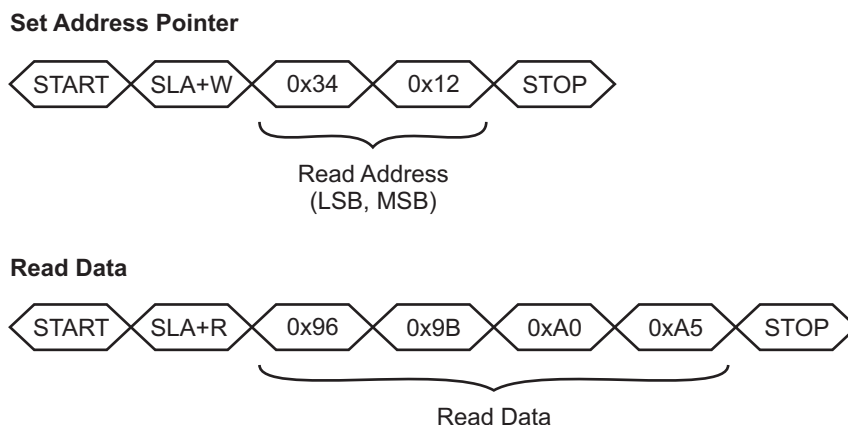 Set Address Pointer
START SLA+W 0x34 0x12 STOP
Read Address
(LSB, MSB)
Read Data
START SLA+R 0x96 0x9B 0xA0 0xA5 STOP
Read Data